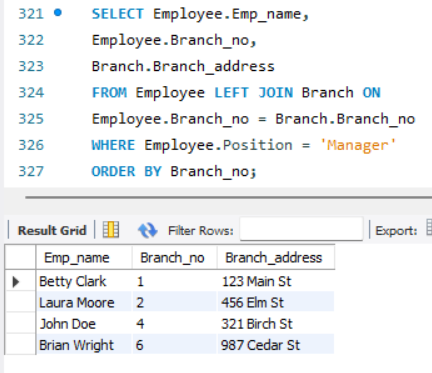 321 SELECT Employee.Emp_name,
322 Employee.Branch_no,
323 Branch.Branch_address
324 FROM Employee LEFT JOIN Branch ON
325 Employee.Branch_no = Branch.Branch_no
326 WHERE Employee.Position = 'Manager'
327 ORDER BY Branch_no;
Result Grid Filter Rows: Export:
Emp_name Branch_no Branch_address
Betty Clark 1 123 Main St
Laura Moore 2 456 Elm St
John Doe 4 321 Birch St
Brian Wright 6 987 Cedar St